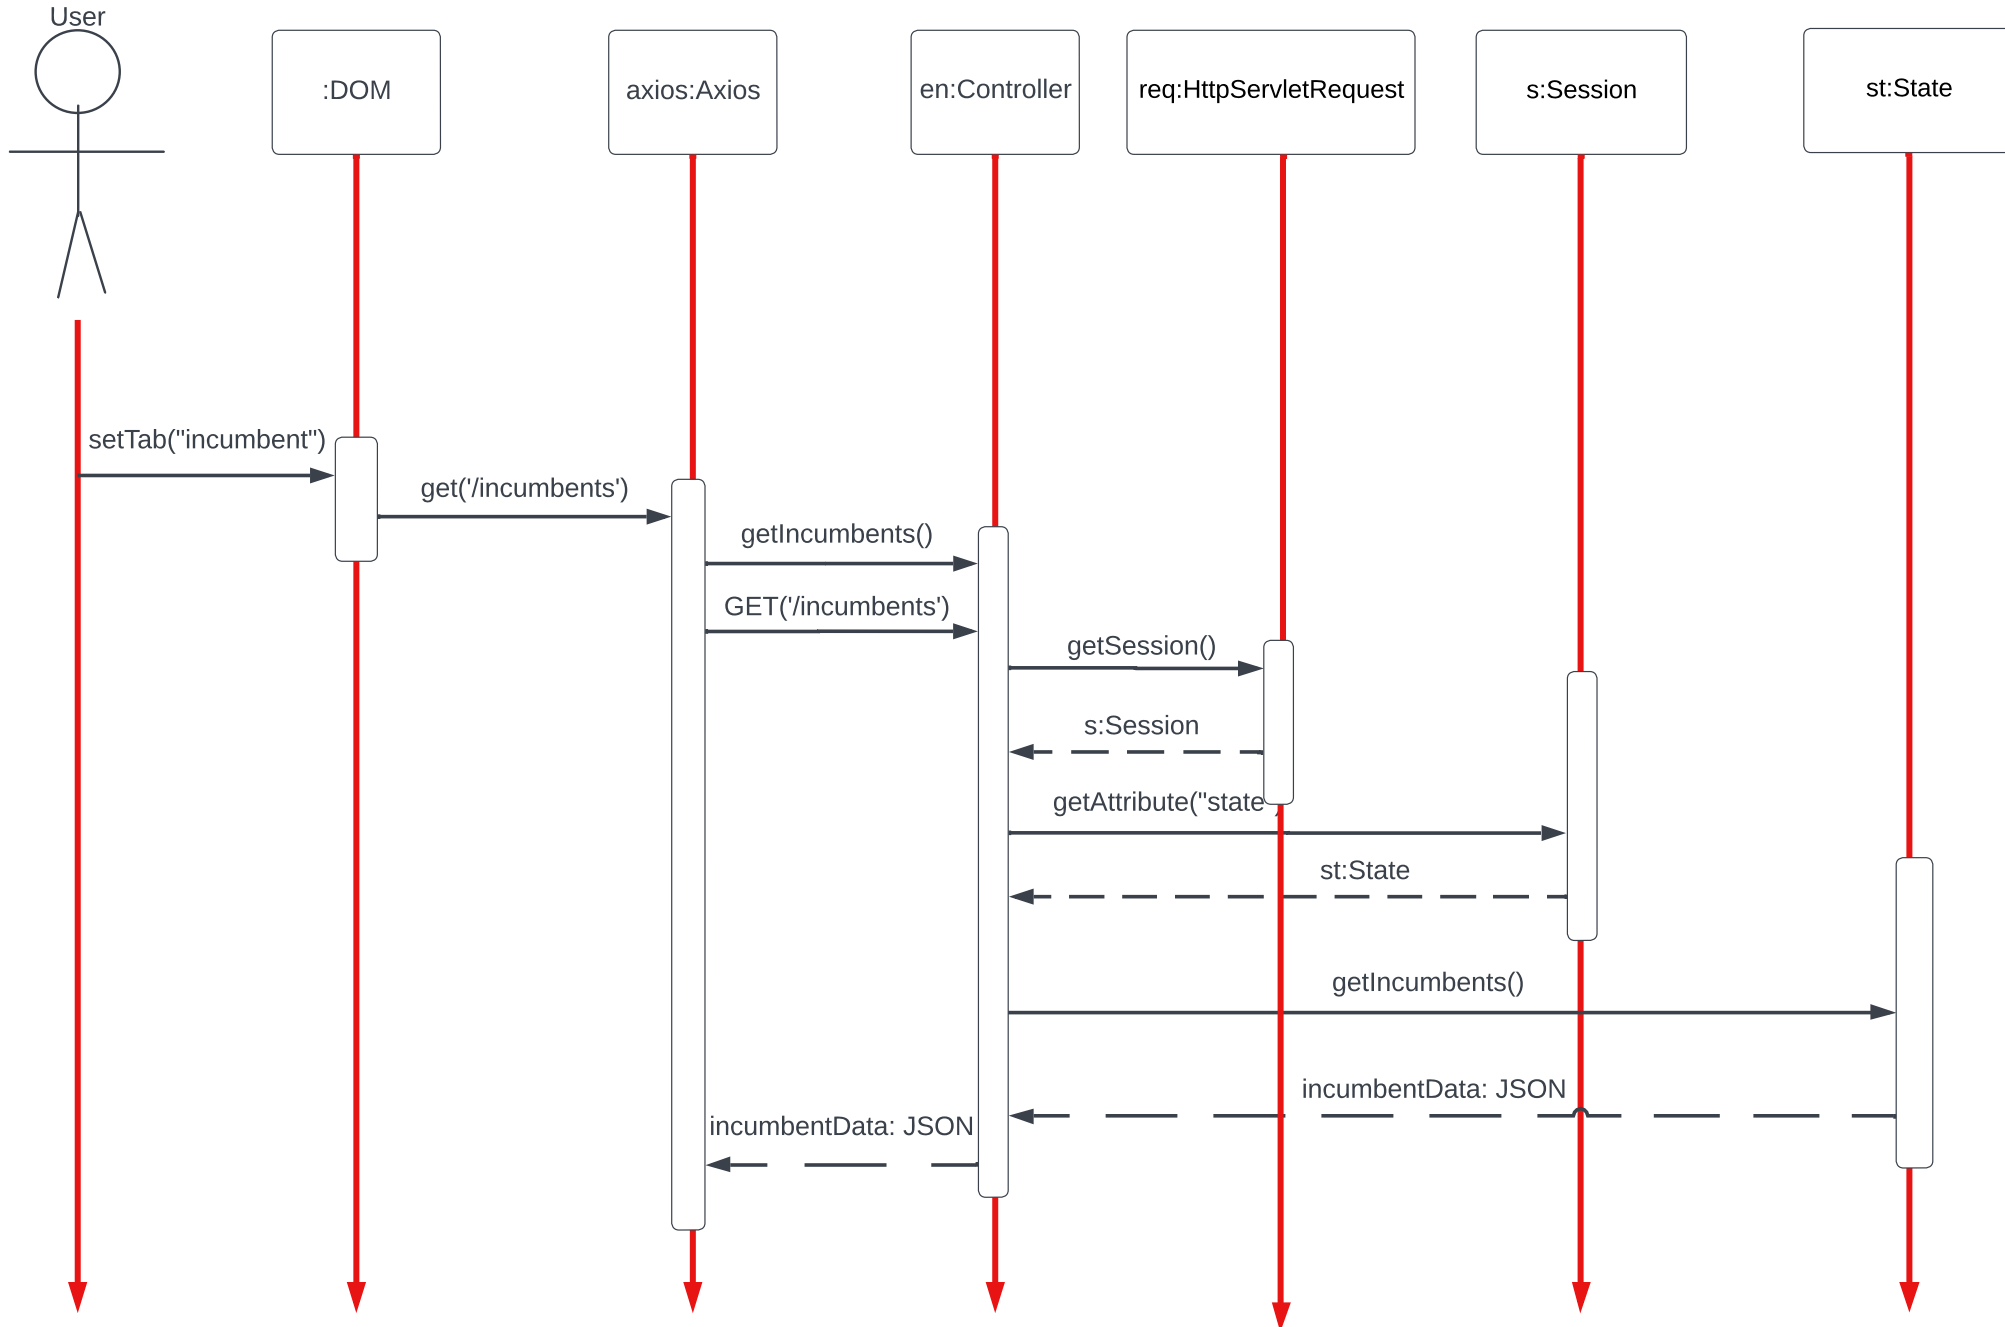 User
:DOM
axios:Axios
en:Controller
req:HttpServletRequest
s:Session
st:State
setTab("incumbent")
get('/incumbents')
getIncumbents()
GET('/incumbents')
getSession()
s:Session
getAttribute("state")
st:State
getIncumbents()
incumbentData: JSON
incumbentData: JSON